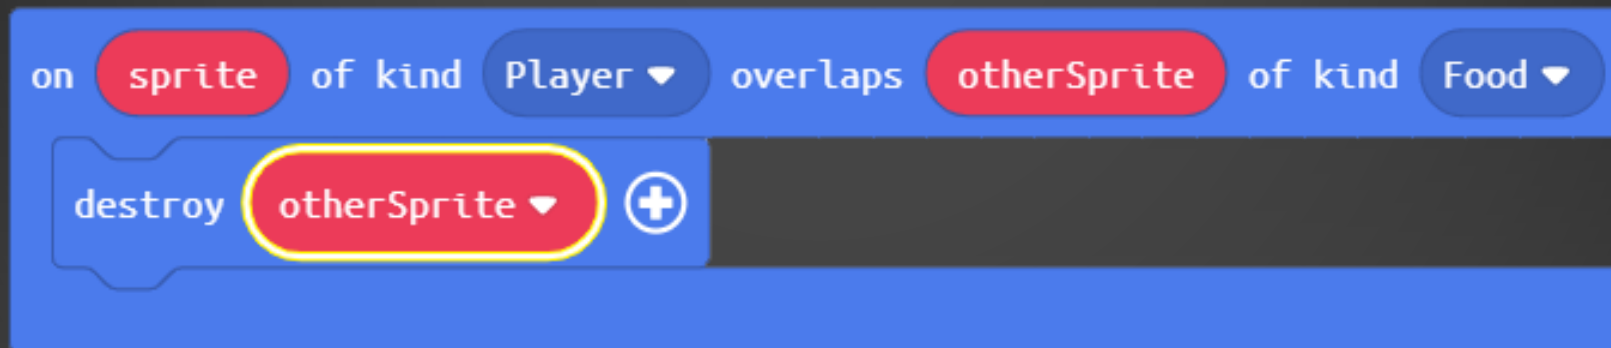 on sprite of kind Player overlaps otherSprite of kind Food
destroy otherSprite